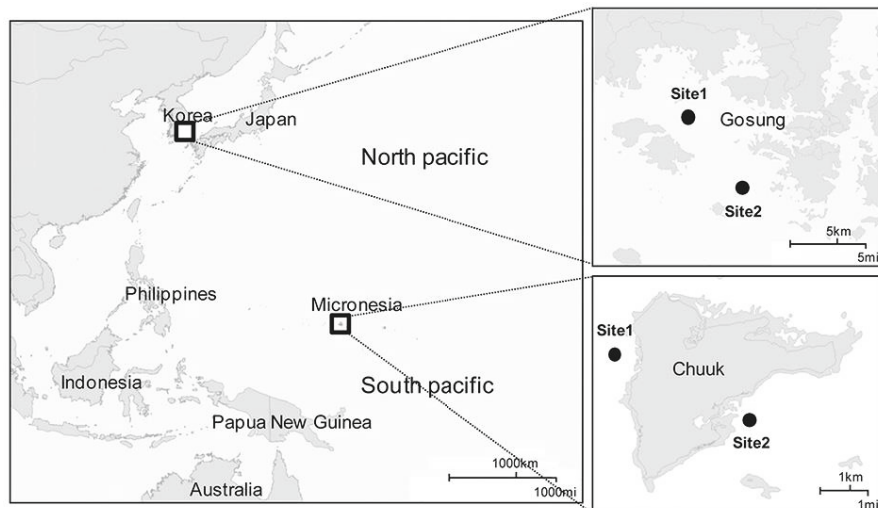 Korea
Japan
North pacific
Philippines
Micronesia
Indonesia
South pacific
Papua New Guinea
Australia
1000km
1000mi
Site1
Gosung
Site2
5km
5mi
Site1
Chuuk
Site2
1km
1mi